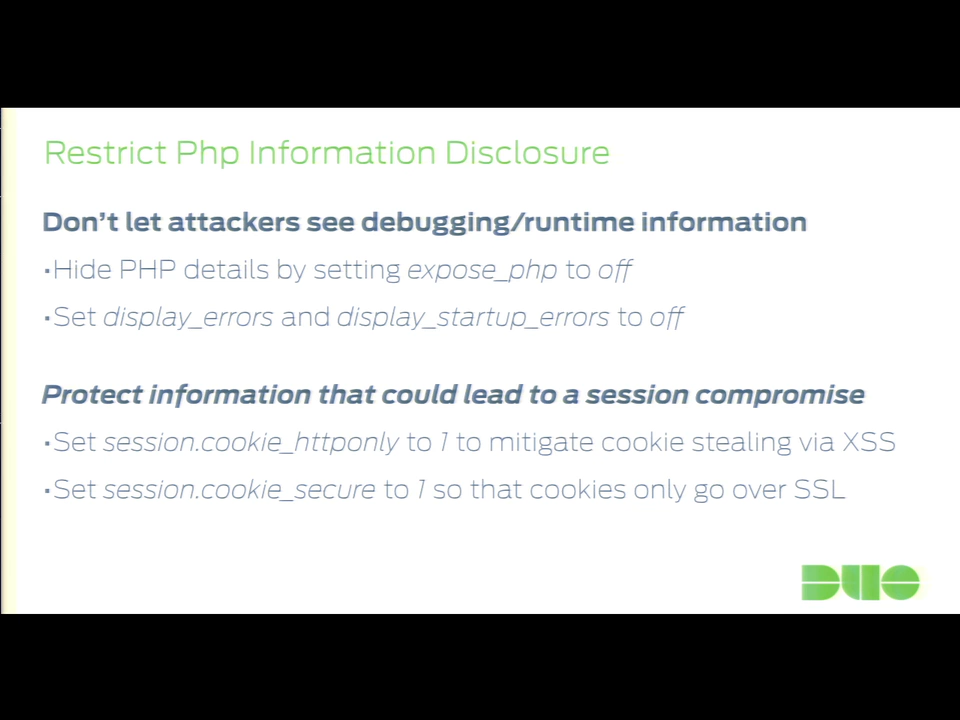 Restrict Php Information Disclosure
Don't let attackers see debugging/runtime information
▪Hide PHP details by setting expose_php to off
▪Set display_errors and display_startup_errors to off
Protect information that could lead to a session compromise
▪Set session.cookie_httponly to 1 to mitigate cookie stealing via XSS
▪Set session.cookie_secure to 1 so that cookies only go over SSL
DUO